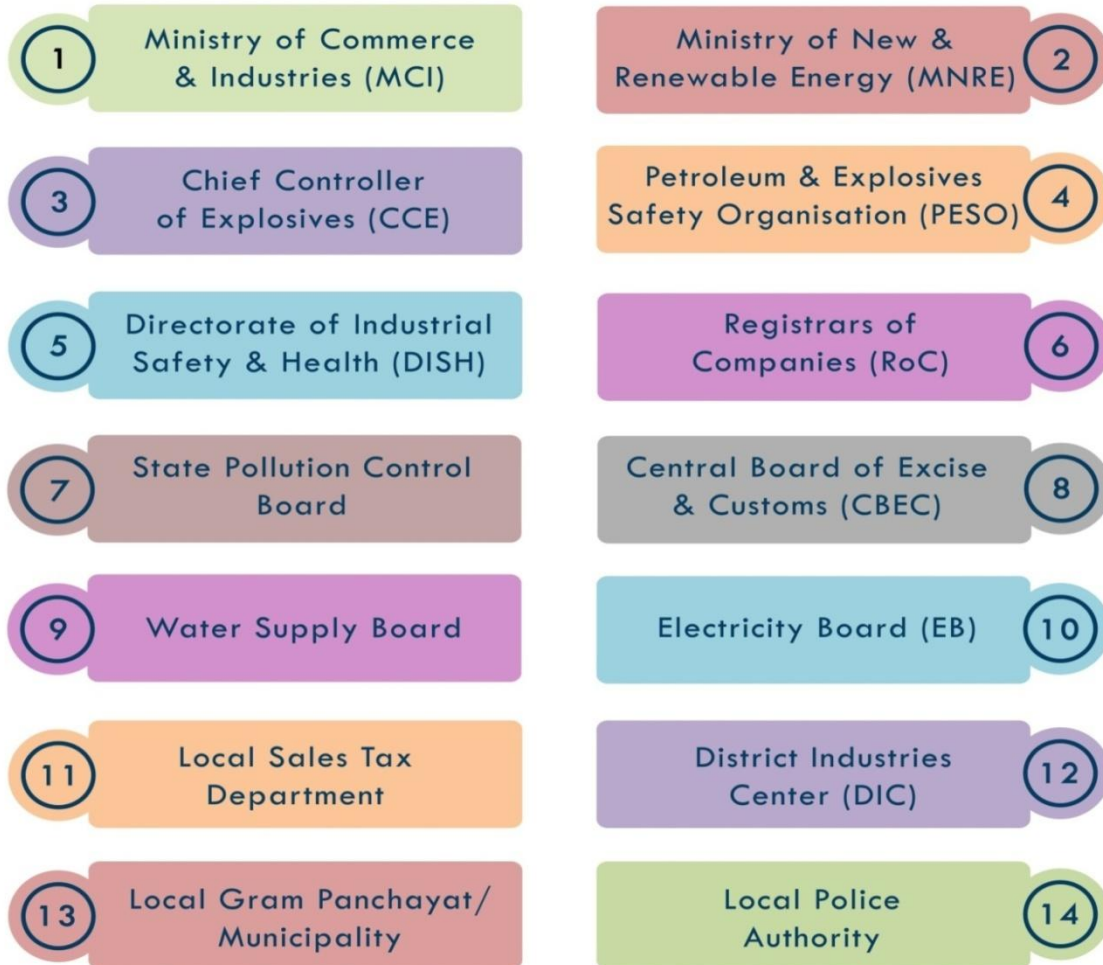 1
Ministry of Commerce
& Industries (MCI)
Ministry of New &
Renewable Energy (MNRE)
2
3
Chief Controller
of Explosives (CCE)
Petroleum & Explosives
Safety Organisation (PESO)
4
5
Directorate of Industrial
Safety & Health (DISH)
Registrars of
Companies (RoC)
6
7
State Pollution Control
Board
Central Board of Excise
& Customs (CBEC)
8
9
Water Supply Board
Electricity Board (EB)
10
11
Local Sales Tax
Department
District Industries
Center (DIC)
12
13
Local Gram Panchayat/
Municipality
Local Police
Authority
14